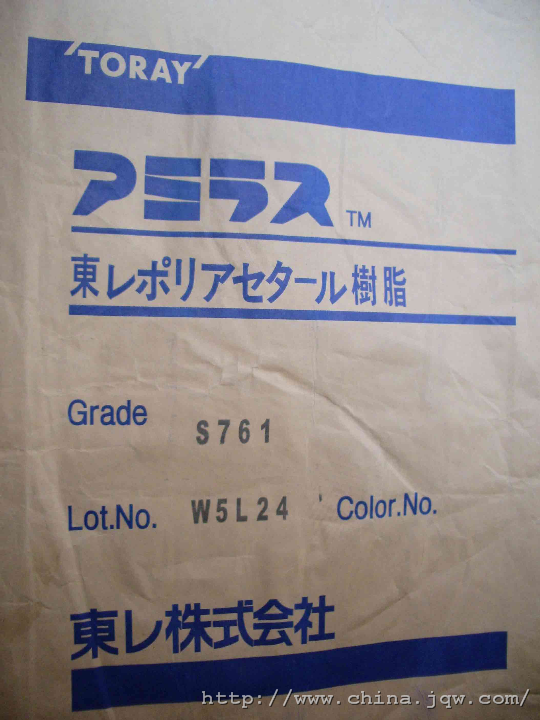 'TORAY'
アミラス TM
東レポリアセタール樹脂
Grade S761
Lot.No. W5L24 Color.No.
東レ株式会社
http://www.china.jqw.com/